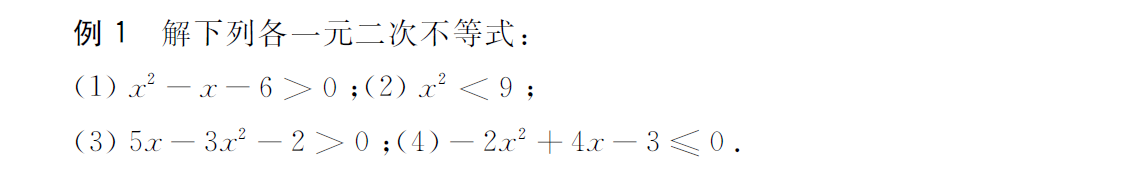 例 1 解下列各一元二次不等式:
(1) x² − x − 6 > 0 ;(2) x² < 9 ;
(3) 5x − 3x² − 2 > 0 ;(4) − 2x² + 4x − 3 ⩽ 0 .